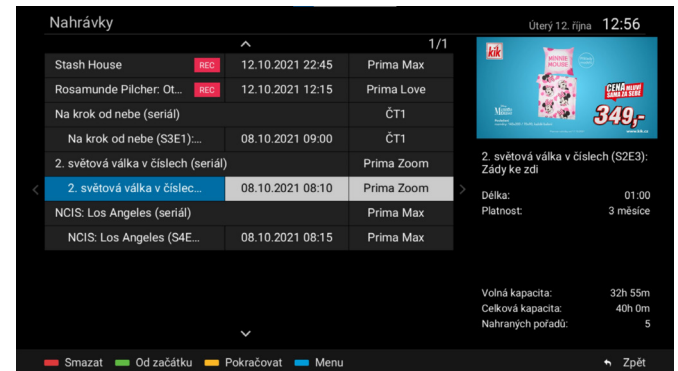 Nahrávky
Úterý 12. října 12:56
1/1
Stash House REC 12.10.2021 22:45 Prima Max
Rosamunde Pilcher: Ot... REC 12.10.2021 12:15 Prima Love
Na krok od nebe (seriál) ČT1
Na krok od nebe (S3E1):... 08.10.2021 09:00 ČT1
2. světová válka v číslech (seriál) Prima Zoom
2. světová válka v číslec... 08.10.2021 08:10 Prima Zoom
NCIS: Los Angeles (seriál) Prima Max
NCIS: Los Angeles (S4E... 08.10.2021 08:15 Prima Max
kik
MINNIE
MOUSE
CENA MLUVÍ
SAMA ZA SEBE
349,-
2. světová válka v číslech (S2E3):
Zády ke zdi
Délka: 01:00
Platnost: 3 měsíce
Volná kapacita: 32h 55m
Celková kapacita: 40h 0m
Nahraných pořadů: 5
Smazat Od začátku Pokračovat Menu Zpět